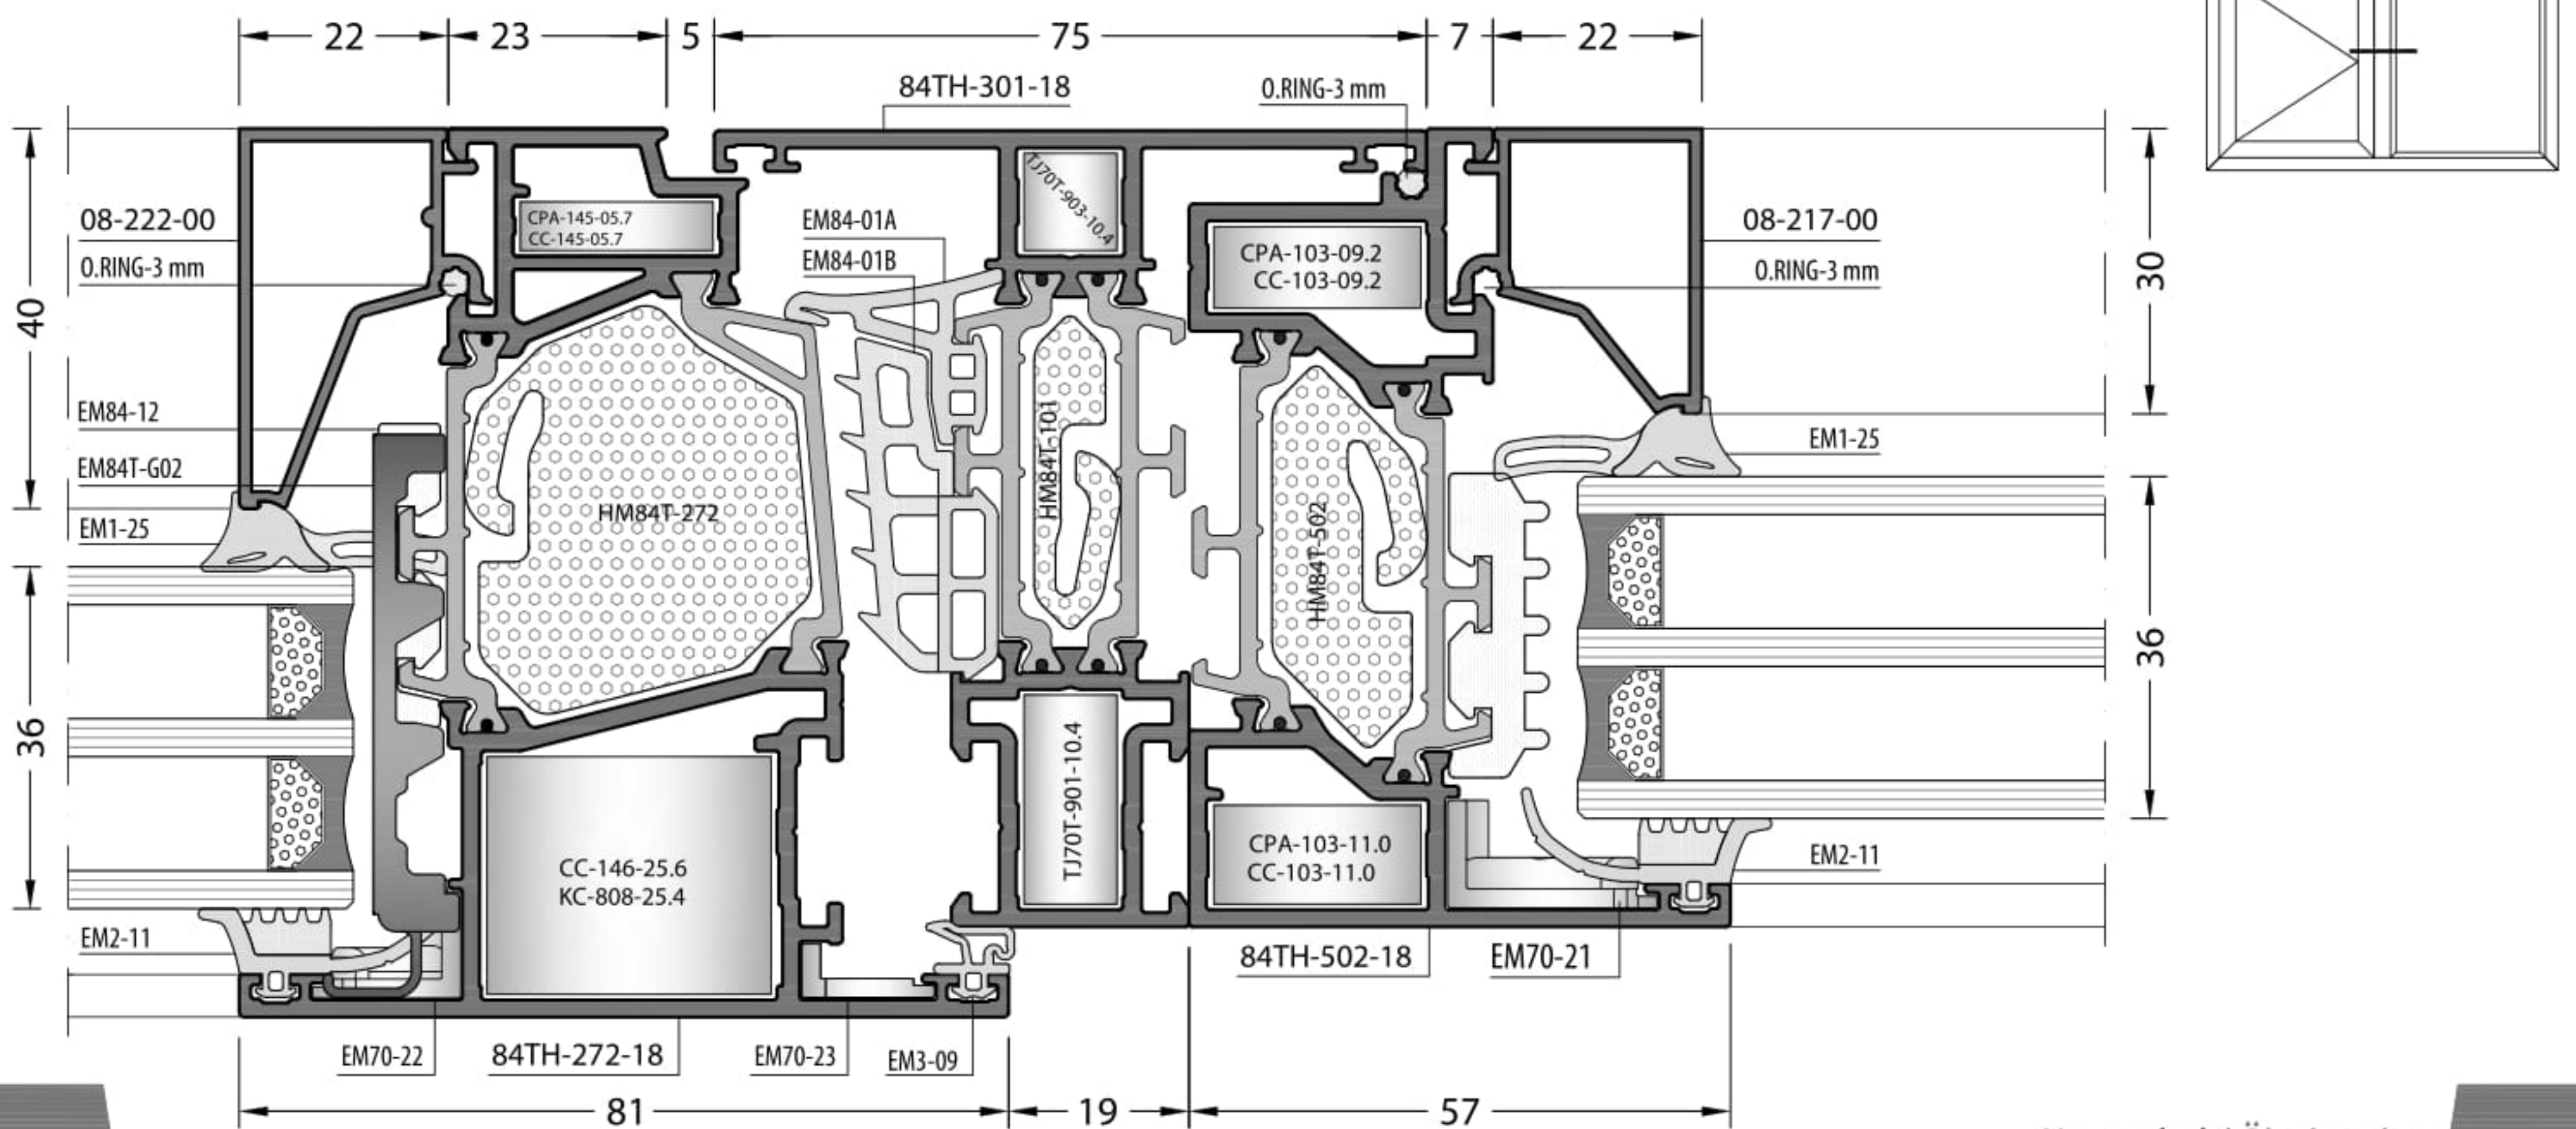 22
23
5
75
7
22
84TH-301-18
O.RING-3 mm
TJ70T-903-10.4
CPA-145-05.7
CC-145-05.7
EM84-01A
EM84-01B
CPA-103-09.2
CC-103-09.2
08-222-00
O.RING-3 mm
08-217-00
O.RING-3 mm
40
30
EM84-12
EM84T-G02
EM1-25
EM1-25
HM84T-272
HM84T-101
HM84T-502
36
36
CC-146-25.6
KC-808-25.4
TJ70T-901-10.4
CPA-103-11.0
CC-103-11.0
EM2-11
EM2-11
84TH-502-18
EM70-21
EM70-22
84TH-272-18
EM70-23
EM3-09
81
19
57